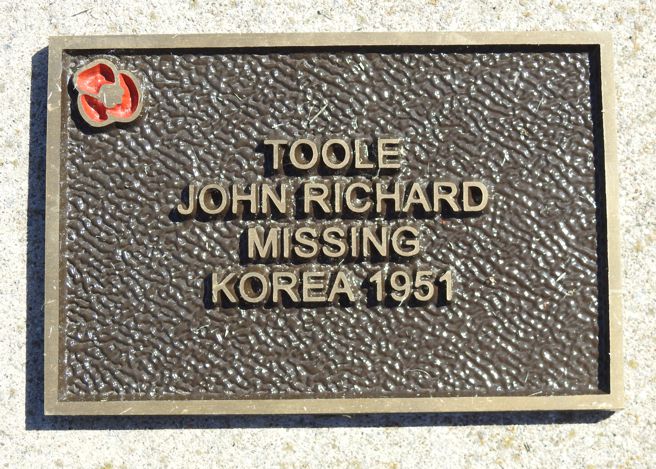 TOOLE
JOHN RICHARD
MISSING
KOREA 1951